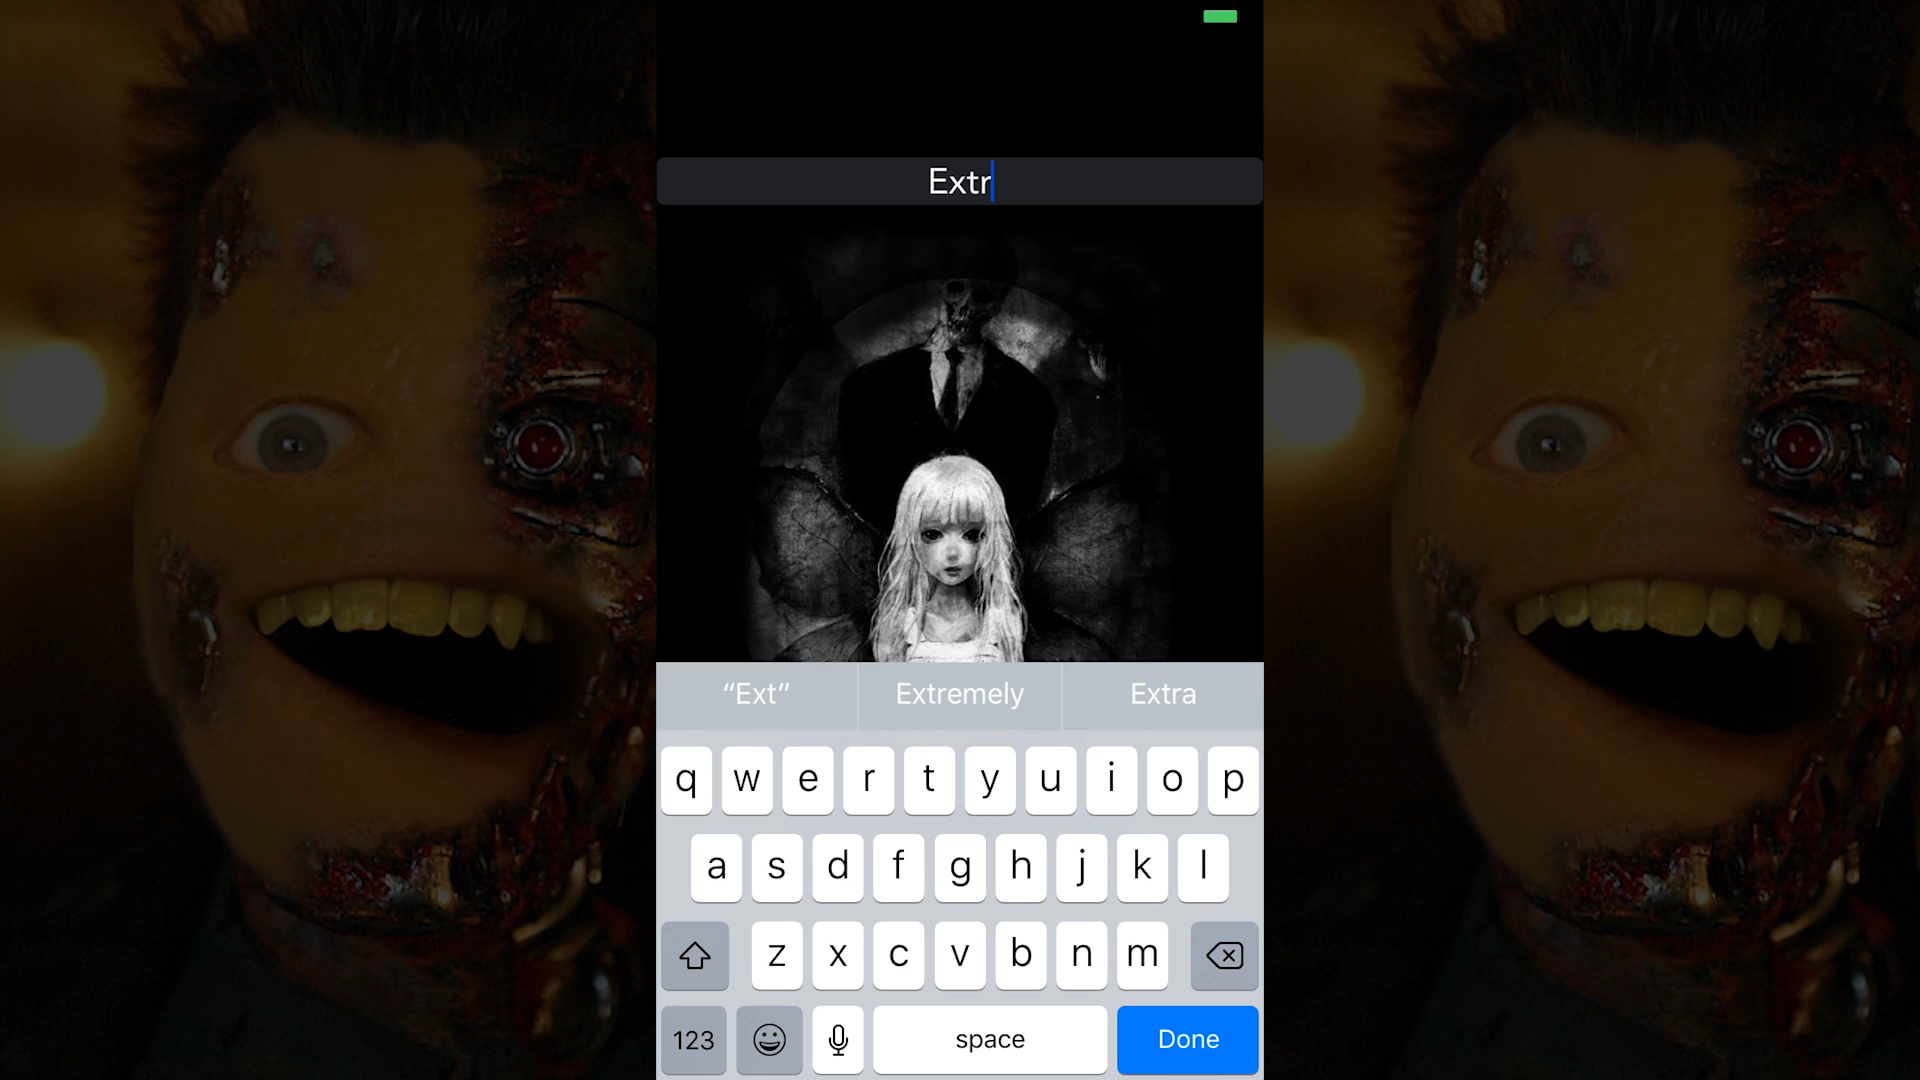 Extr
“Ext” Extremely Extra
q w e r t y u i o p
a s d f g h j k l
z x c v b n m
123 space Done